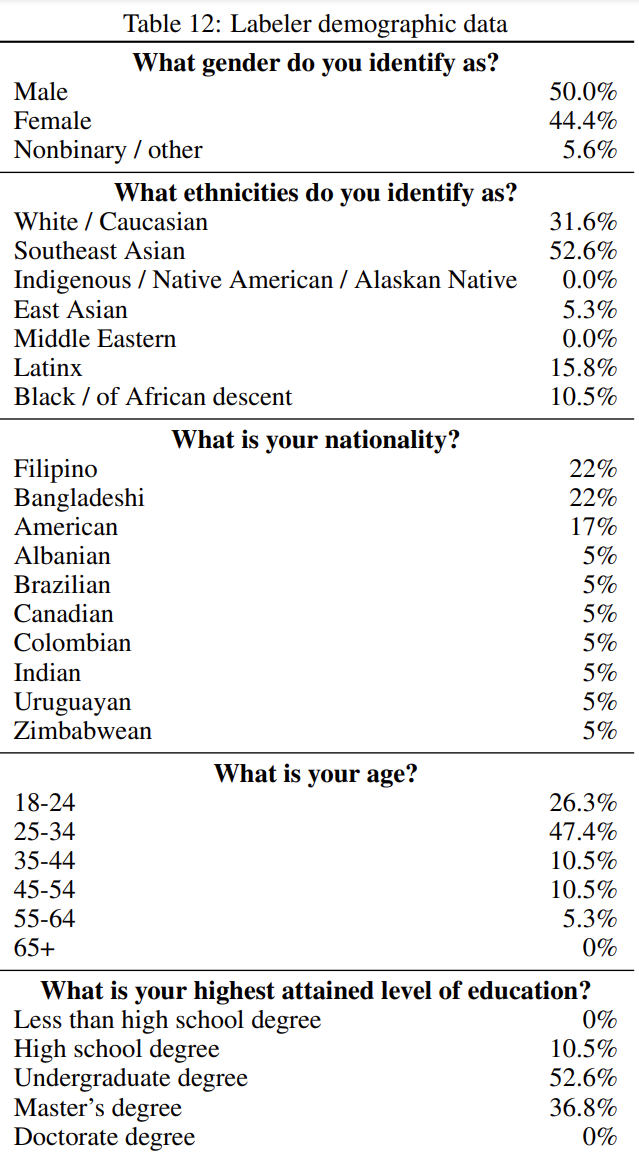 Table 12: Labeler demographic data
What gender do you identify as?
Male 50.0%
Female 44.4%
Nonbinary / other 5.6%
What ethnicities do you identify as?
White / Caucasian 31.6%
Southeast Asian 52.6%
Indigenous / Native American / Alaskan Native 0.0%
East Asian 5.3%
Middle Eastern 0.0%
Latinx 15.8%
Black / of African descent 10.5%
What is your nationality?
Filipino 22%
Bangladeshi 22%
American 17%
Albanian 5%
Brazilian 5%
Canadian 5%
Colombian 5%
Indian 5%
Uruguayan 5%
Zimbabwean 5%
What is your age?
18-24 26.3%
25-34 47.4%
35-44 10.5%
45-54 10.5%
55-64 5.3%
65+ 0%
What is your highest attained level of education?
Less than high school degree 0%
High school degree 10.5%
Undergraduate degree 52.6%
Master's degree 36.8%
Doctorate degree 0%